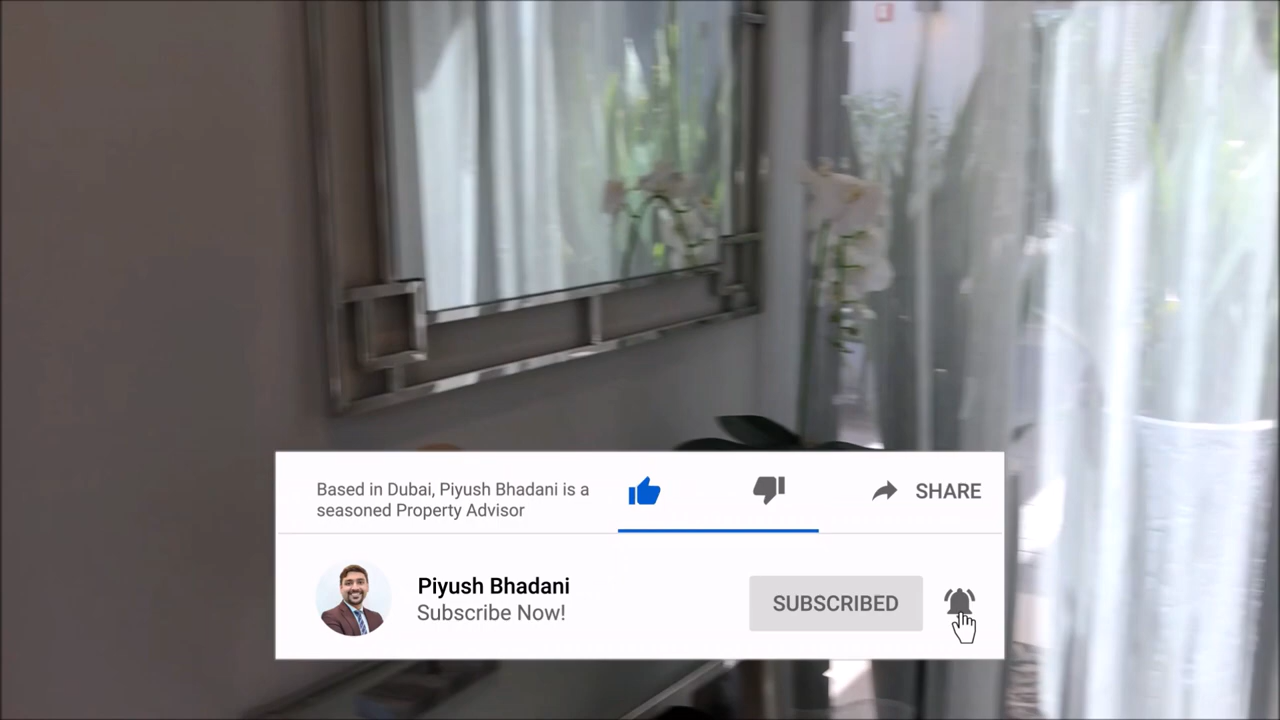 Based in Dubai, Piyush Bhadani is a
seasoned Property Advisor
SHARE
Piyush Bhadani
Subscribe Now!
SUBSCRIBED